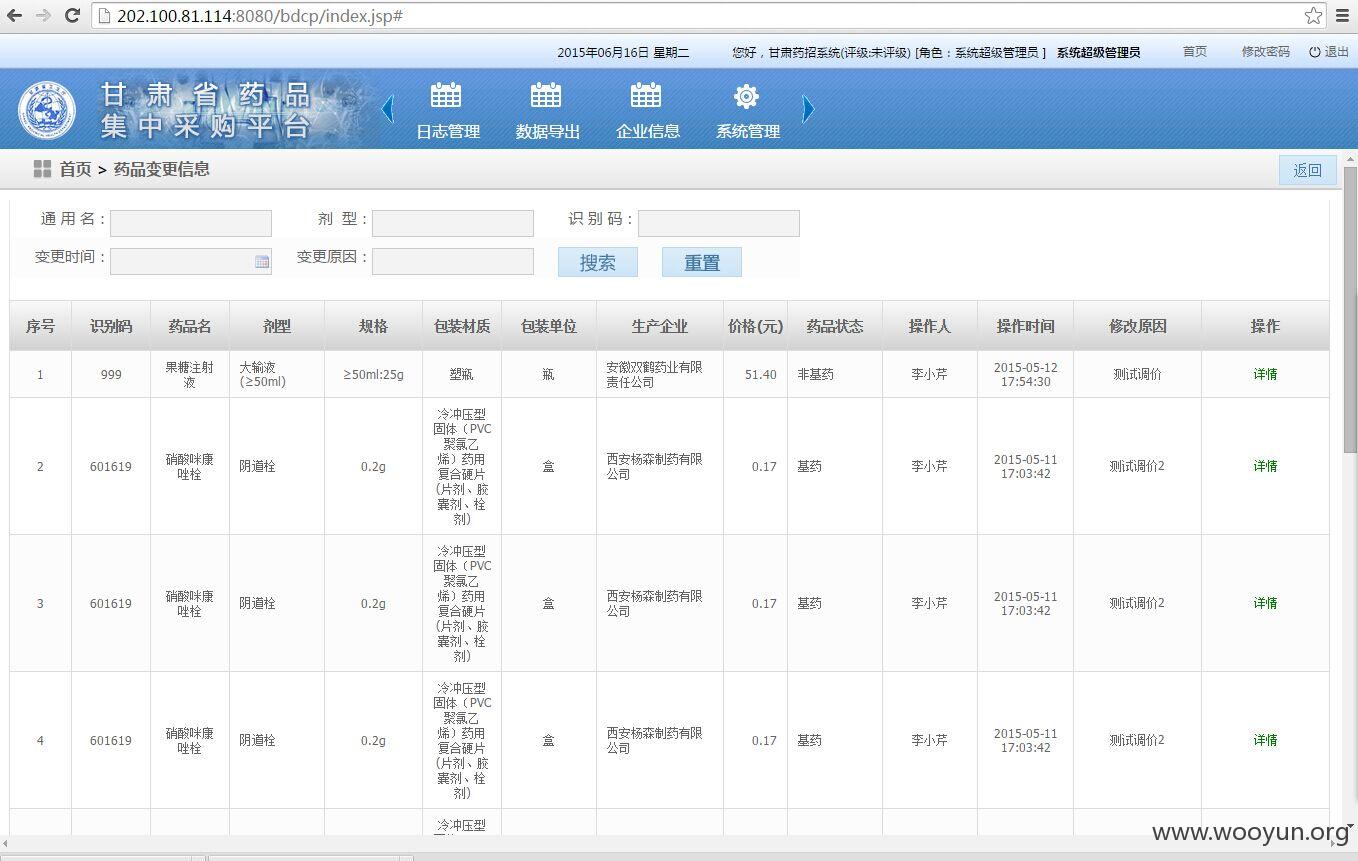 202.100.81.114:8080/bdcp/index.jsp#
2015年06月16日 星期二 您好，甘肃药招系统(评级:未评级) [角色：系统超级管理员 ] 系统超级管理员 首页 修改密码 退出
甘肃省药品
集中采购平台
日志管理 数据导出 企业信息 系统管理
首页 > 药品变更信息 返回
通用名： 剂 型： 识别码：
变更时间： 变更原因： 搜索 重置
序号 识别码 药品名 剂型 规格 包装材质 包装单位 生产企业 价格(元) 药品状态 操作人 操作时间 修改原因 操作
1 999 果糖注射液 大输液(≥50ml) ≥50ml:25g 塑瓶 瓶 安徽双鹤药业有限责任公司 51.40 非基药 李小芹 2015-05-12 17:54:30 测试调价 详情
2 601619 硝酸咪康唑栓 阴道栓 0.2g 冷冲压型固体（PVC聚氯乙烯）药用复合硬片（片剂、胶囊剂、栓剂） 盒 西安杨森制药有限公司 0.17 基药 李小芹 2015-05-11 17:03:42 测试调价2 详情
3 601619 硝酸咪康唑栓 阴道栓 0.2g 冷冲压型固体（PVC聚氯乙烯）药用复合硬片（片剂、胶囊剂、栓剂） 盒 西安杨森制药有限公司 0.17 基药 李小芹 2015-05-11 17:03:42 测试调价2 详情
4 601619 硝酸咪康唑栓 阴道栓 0.2g 冷冲压型固体（PVC聚氯乙烯）药用复合硬片（片剂、胶囊剂、栓剂） 盒 西安杨森制药有限公司 0.17 基药 李小芹 2015-05-11 17:03:42 测试调价2 详情
冷冲压型
www.wooyun.org